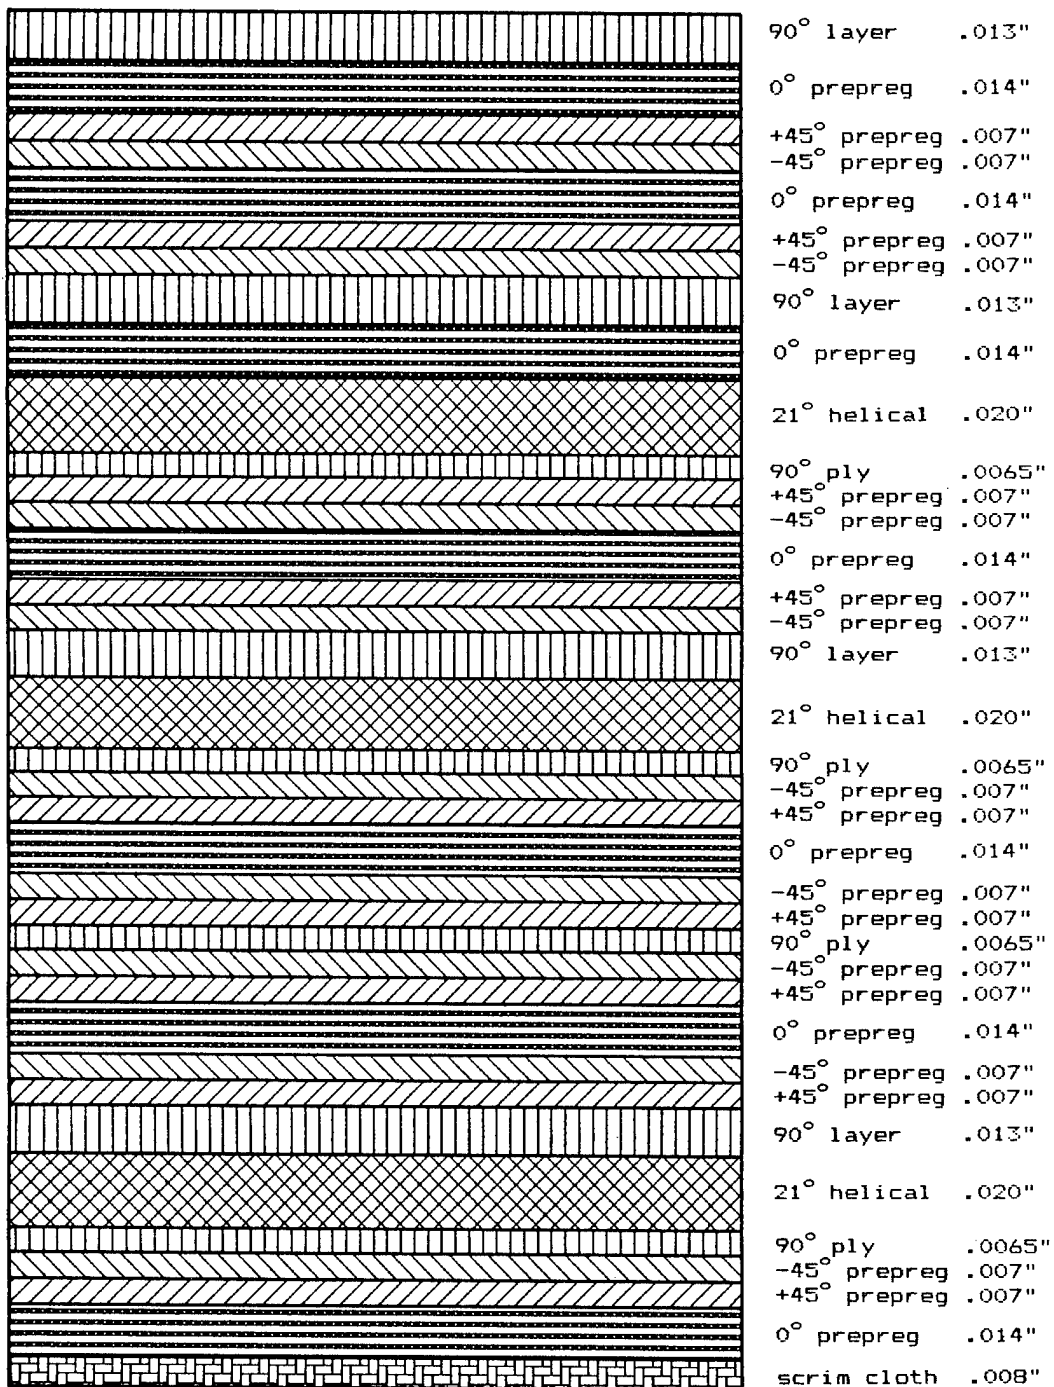 90° layer .013"
0° prepreg .014"
+45° prepreg .007"
-45° prepreg .007"
0° prepreg .014"
+45° prepreg .007"
-45° prepreg .007"
90° layer .013"
0° prepreg .014"
21° helical .020"
90° ply .0065"
+45° prepreg .007"
-45° prepreg .007"
0° prepreg .014"
+45° prepreg .007"
-45° prepreg .007"
90° layer .013"
21° helical .020"
90° ply .0065"
-45° prepreg .007"
+45° prepreg .007"
0° prepreg .014"
-45° prepreg .007"
+45° prepreg .007"
90° ply .0065"
-45° prepreg .007"
+45° prepreg .007"
0° prepreg .014"
-45° prepreg .007"
+45° prepreg .007"
90° layer .013"
21° helical .020"
90° ply .0065"
-45° prepreg .007"
+45° prepreg .007"
0° prepreg .014"
scrim cloth .008"